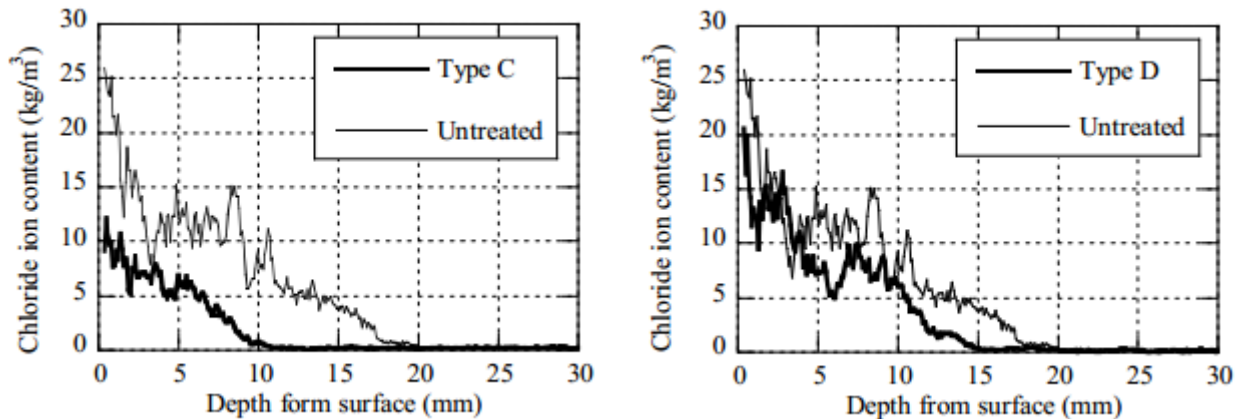 Chloride ion content (kg/m³)
30
25
20
15
10
5
0
Type C
Untreated
0 5 10 15 20 25 30
Depth form surface (mm)
Chloride ion content (kg/m³)
30
25
20
15
10
5
0
Type D
Untreated
0 5 10 15 20 25 30
Depth from surface (mm)